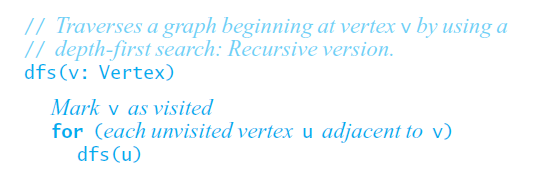 // Traverses a graph beginning at vertex v by using a
// depth-first search: Recursive version.
dfs(v: Vertex)
Mark v as visited
for (each unvisited vertex u adjacent to v)
dfs(u)